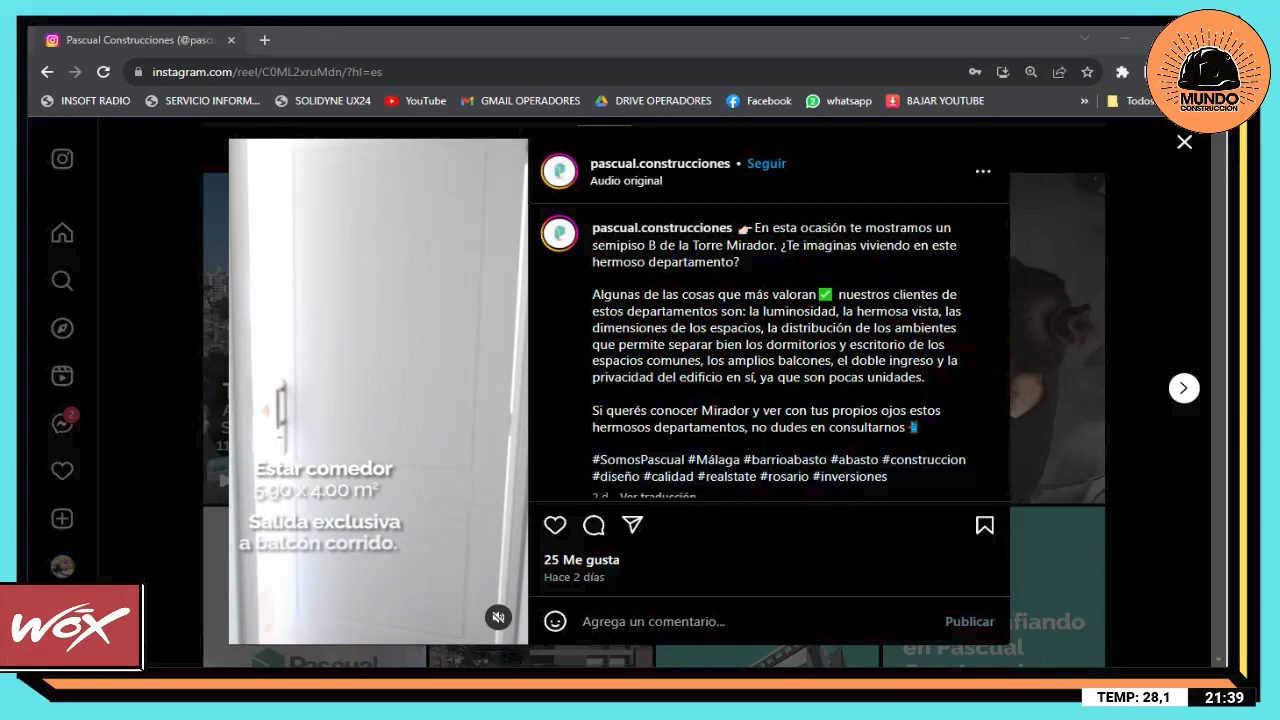 Pascual Construcciones (@pascu
instagram.com/reel/C0ML2xruMdn/?hl=es
INSOFT RADIO
SERVICIO INFORM...
SOLIDYNE UX24
YouTube
GMAIL OPERADORES
DRIVE OPERADORES
Facebook
whatsapp
BAJAR YOUTUBE
»
Todos
MUNDO
CONSTRUCCIÓN
pascual.construcciones • Seguir
Audio original
pascual.construcciones 👉🏻En esta ocasión te mostramos un
semipiso B de la Torre Mirador. ¿Te imaginas viviendo en este
hermoso departamento?
Algunas de las cosas que más valoran✅ nuestros clientes de
estos departamentos son: la luminosidad, la hermosa vista, las
dimensiones de los espacios, la distribución de los ambientes
que permite separar bien los dormitorios y escritorio de los
espacios comunes, los amplios balcones, el doble ingreso y la
privacidad del edificio en sí, ya que son pocas unidades.
Si querés conocer Mirador y ver con tus propios ojos estos
hermosos departamentos, no dudes en consultarnos📱
#SomosPascual #Málaga #barrioabasto #abasto #construccion
#diseño #calidad #realstate #rosario #inversiones
2 d Ver traducción
25 Me gusta
Hace 2 días
Agrega un comentario...
Publicar
2
Estar comedor
5.90 x 4.00 m²
Salida exclusiva
a balcón corrido.
Pascual
fiando
en Pascual
WOX
TEMP: 28,1
21:39